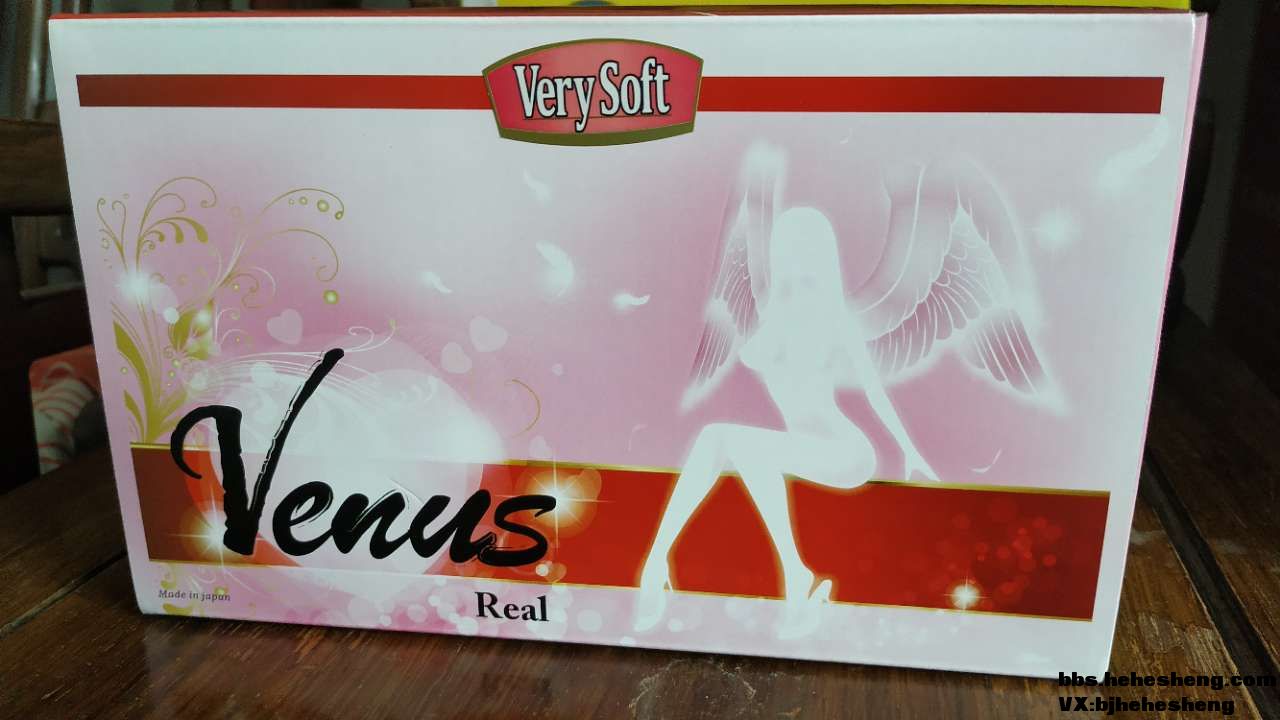 Very Soft
Venus
Real
Made in japan
bbs.hehesheng.com
VX:bjhehesheng